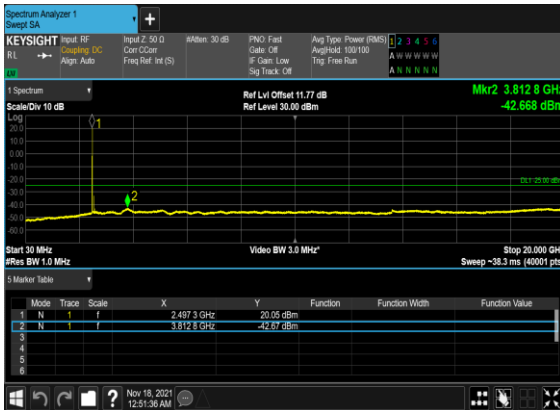 Spectrum Analyzer 1
Swept SA
KEYSIGHT
RL
Input: RF
Coupling: DC
Align: Auto
Input Z: 50 Ω
Corr CCorr
Freq Ref: Int (S)
#Atten: 30 dB
PNO: Fast
Gate: Off
IF Gain: Low
Sig Track: Off
Avg Type: Power (RMS)
Avg|Hold: 100/100
Trig: Free Run
1 2 3 4 5 6
A W W W W W
A N N N N N
1 Spectrum
Scale/Div 10 dB
Ref Lvl Offset 11.77 dB
Ref Level 30.00 dBm
Mkr2 3.812 8 GHz
-42.668 dBm
Log
20.0
10.0
0.00
-10.0
-20.0
-30.0
-40.0
-50.0
-60.0
1
2
DL1 -25.00 dBm
Start 30 MHz
#Res BW 1.0 MHz
Video BW 3.0 MHz*
Stop 20.000 GHz
Sweep ~38.3 ms (40001 pts)
5 Marker Table
Mode Trace Scale X Y Function Function Width Function Value
1 N 1 f 2.497 3 GHz 20.05 dBm
2 N 1 f 3.812 8 GHz -42.67 dBm
3
4
5
6
Nov 18, 2021
12:51:36 AM